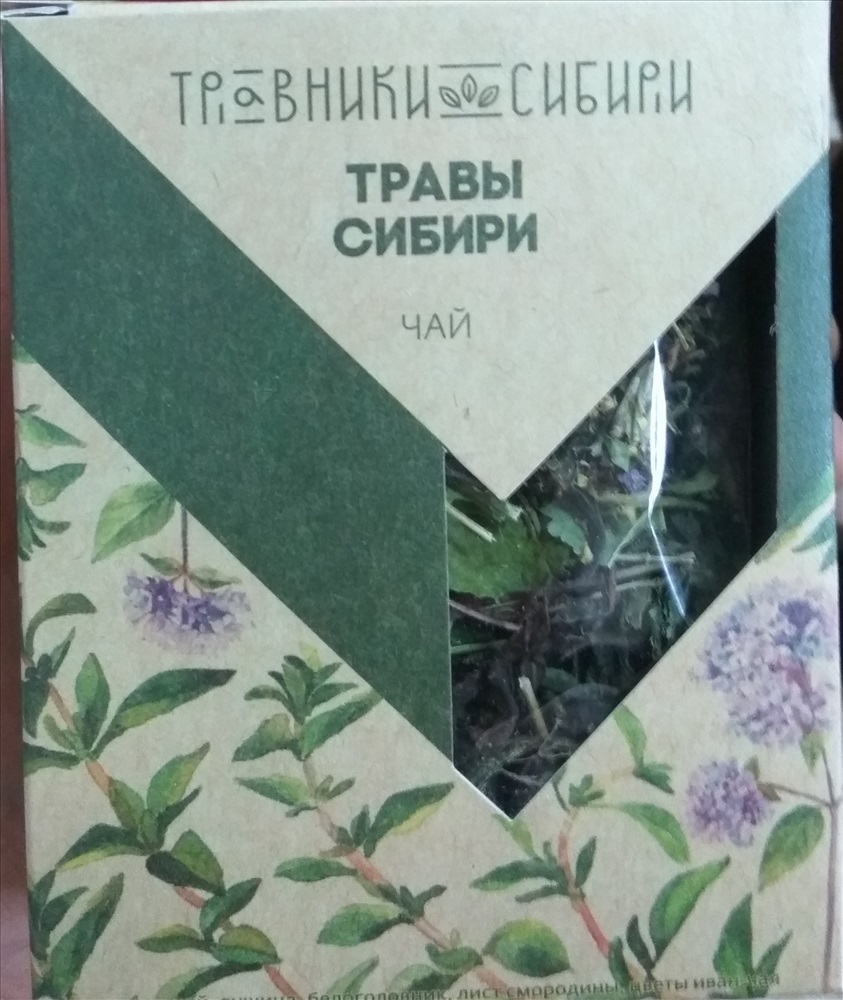 ТРАВНИКИ СИБИРИ
ТРАВЫ
СИБИРИ
ЧАЙ
белоголовник, лист смородины, цветы иван-чая